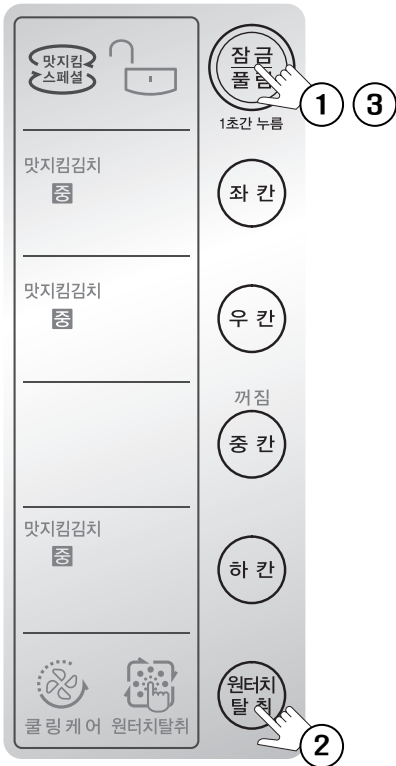 맛지킴
스페셜
잠금
풀림
1 3
1초간 누름
맛지킴김치
중
좌 칸
맛지킴김치
중
우 칸
꺼짐
중 칸
맛지킴김치
중
하 칸
쿨링케어 원터치탈취
원터치
탈 취
2